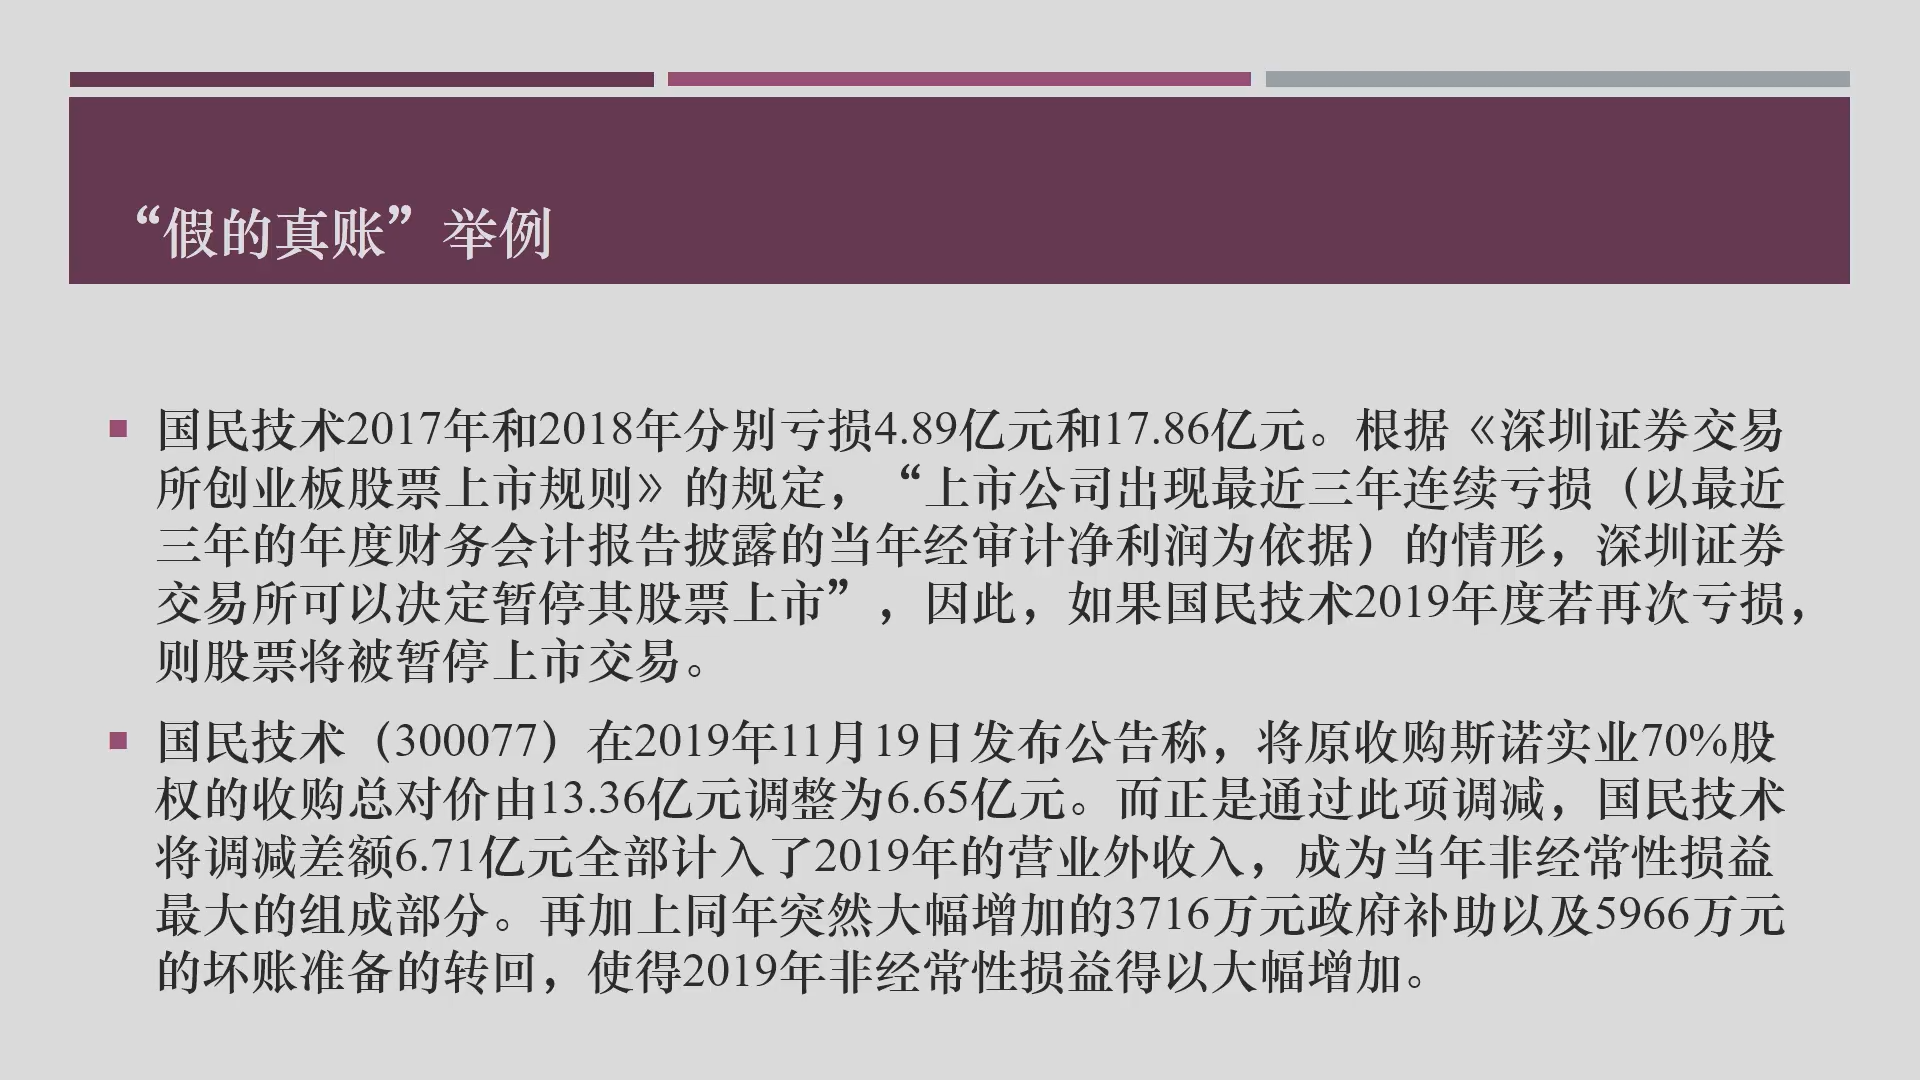 “假的真账”举例
国民技术2017年和2018年分别亏损4.89亿元和17.86亿元。根据《深圳证券交易
所创业板股票上市规则》的规定，“上市公司出现最近三年连续亏损（以最近
三年的年度财务会计报告披露的当年经审计净利润为依据）的情形，深圳证券
交易所可以决定暂停其股票上市”，因此，如果国民技术2019年度若再次亏损，
则股票将被暂停上市交易。
国民技术（300077）在2019年11月19日发布公告称，将原收购斯诺实业70%股
权的收购总对价由13.36亿元调整为6.65亿元。而正是通过此项调减，国民技术
将调减差额6.71亿元全部计入了2019年的营业外收入，成为当年非经常性损益
最大的组成部分。再加上同年突然大幅增加的3716万元政府补助以及5966万元
的坏账准备的转回，使得2019年非经常性损益得以大幅增加。